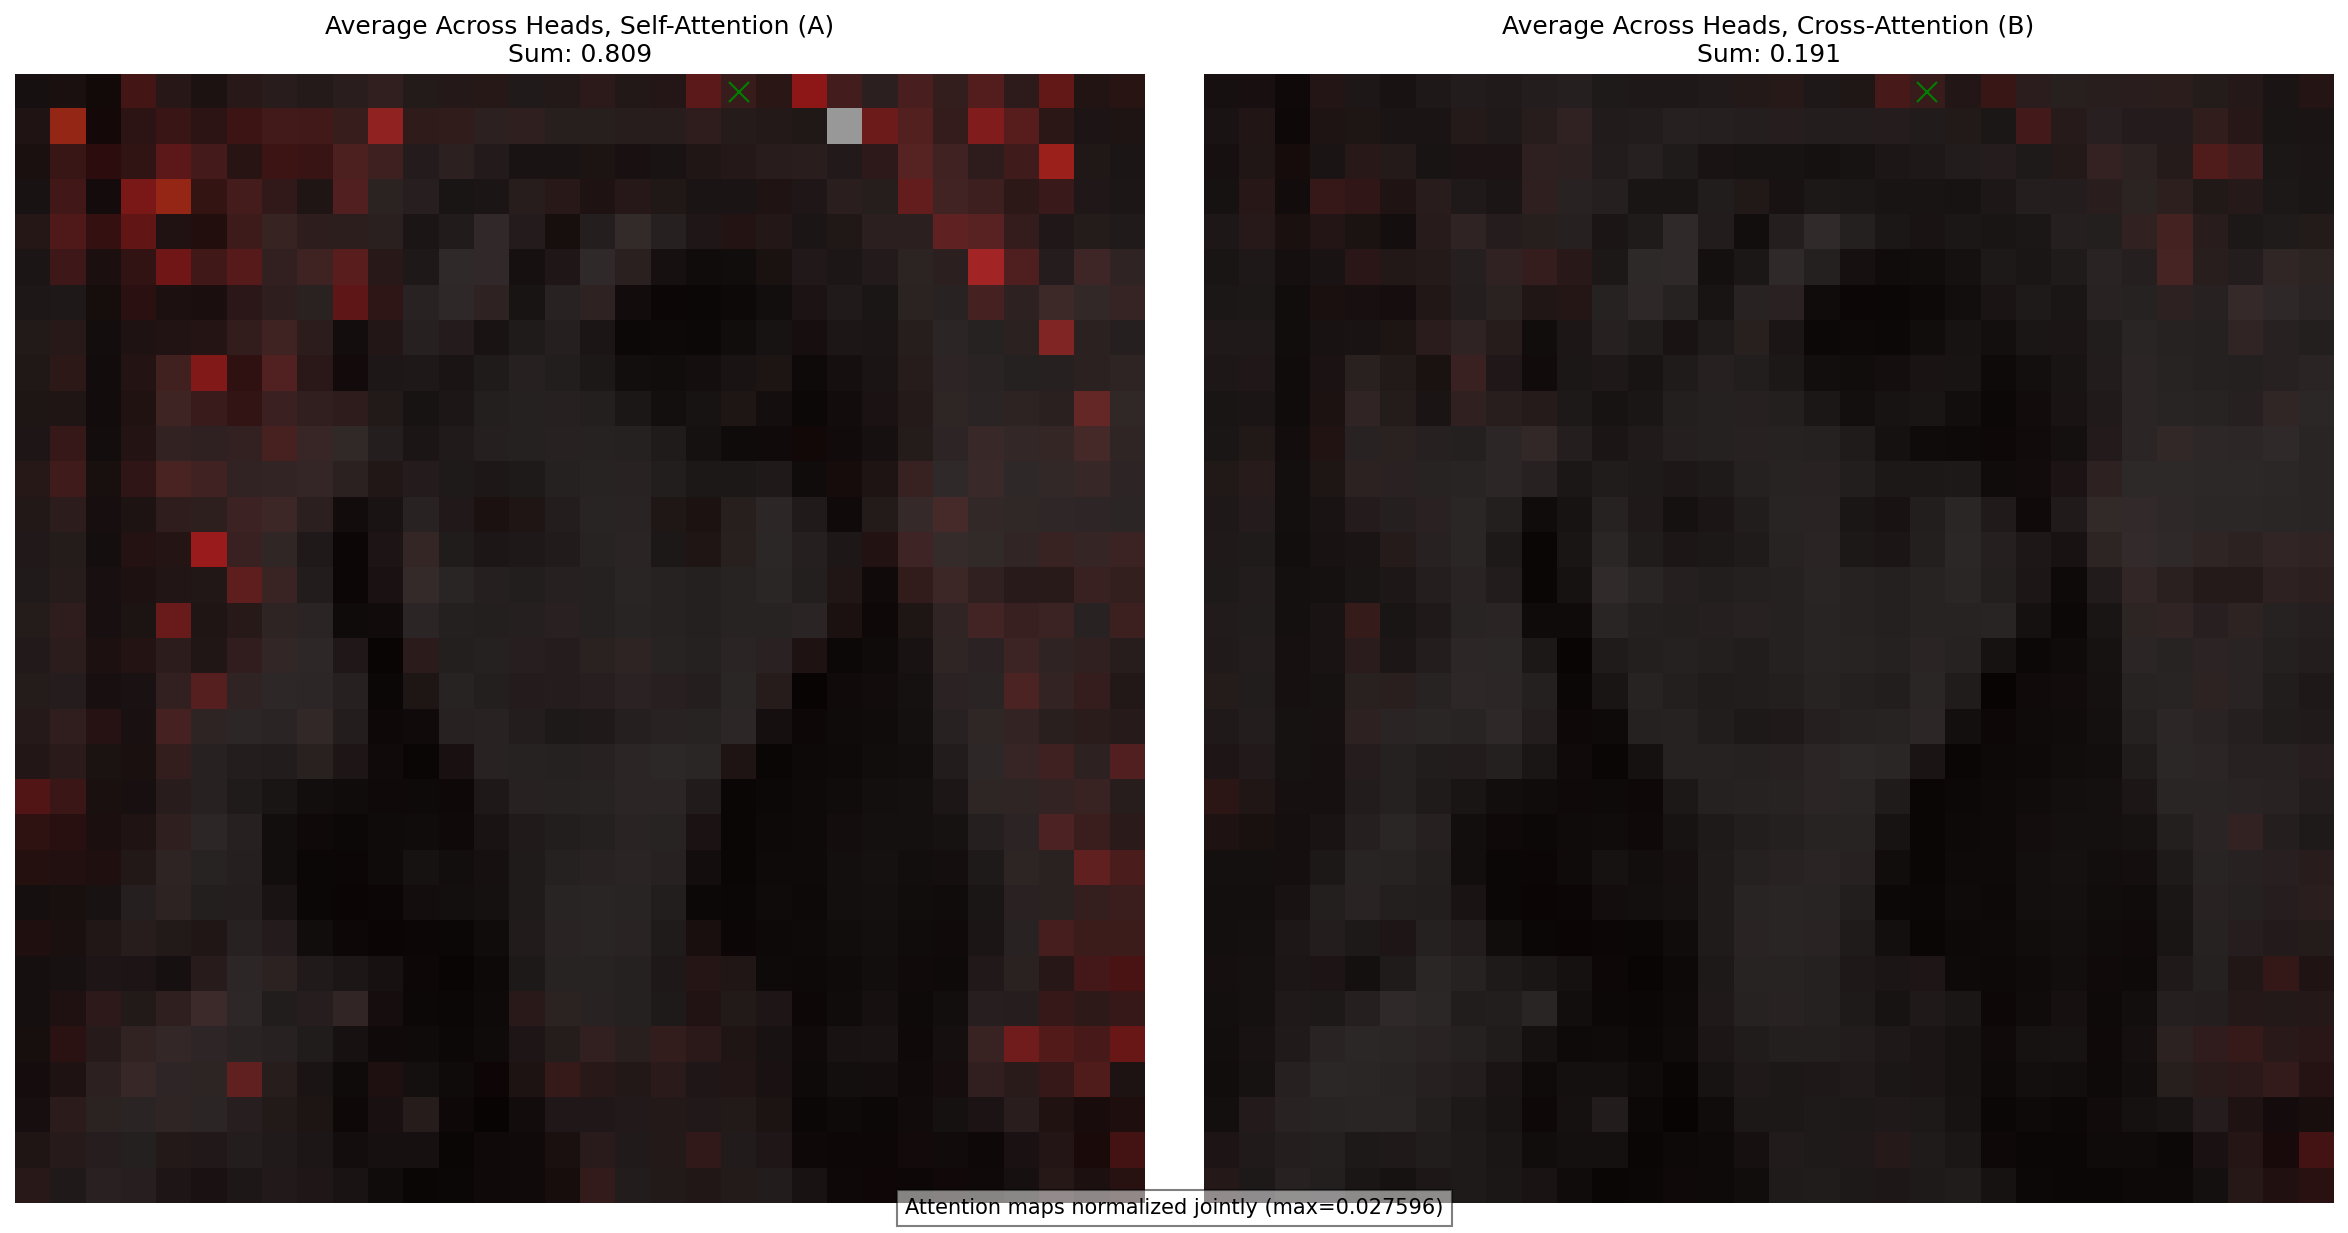 Average Across Heads, Self-Attention (A)
Sum: 0.809
Average Across Heads, Cross-Attention (B)
Sum: 0.191
Attention maps normalized jointly (max=0.027596)